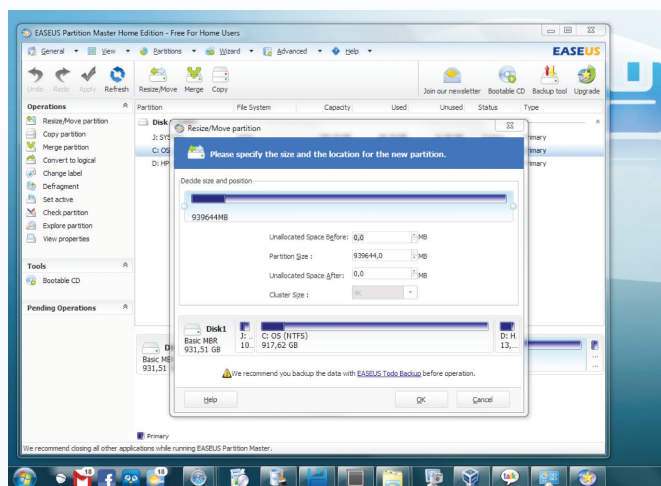 EASEUS Partition Master Home Edition - Free For Home Users
General View Partitions Wizard Advanced Help EASEUS
Undo Redo Apply Refresh Resize/Move Merge Copy Join our newsletter Bootable CD Backup tool Upgrade
Operations
Resize/Move partition
Copy partition
Merge partition
Convert to logical
Change label
Defragment
Set active
Check partition
Explore partition
View properties
Tools
Bootable CD
Pending Operations
Partition File System Capacity Used Unused Status Type
Disk
J: SYS
C: OS
D: HP
Resize/Move partition
Please specify the size and the location for the new partition.
Decide size and position
939644MB
Unallocated Space Before: 0,0 MB
Partition Size : 939644,0 MB
Unallocated Space After: 0,0 MB
Cluster Size : 4K
Disk1
Basic MBR
931,51 GB
J: ..
10..
C: OS (NTFS)
917,62 GB
D: H.
13,...
We recommend you backup the data with EASEUS Todo Backup before operation.
Help OK Cancel
Basic MB
931,51
Primary
We recommend closing all other applications while running EASEUS Partition Master.
18 18
talk